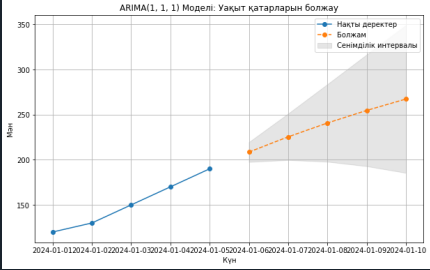 ARIMA(1, 1, 1) Моделі: Уақыт қатарларын болжау
Нақты деректер
Болжам
Сенімділік интервалы
350
300
250
200
150
Мән
2024-01-01 2024-01-02 2024-01-03 2024-01-04 2024-01-05 2024-01-06 2024-01-07 2024-01-08 2024-01-09 2024-01-10
Күн